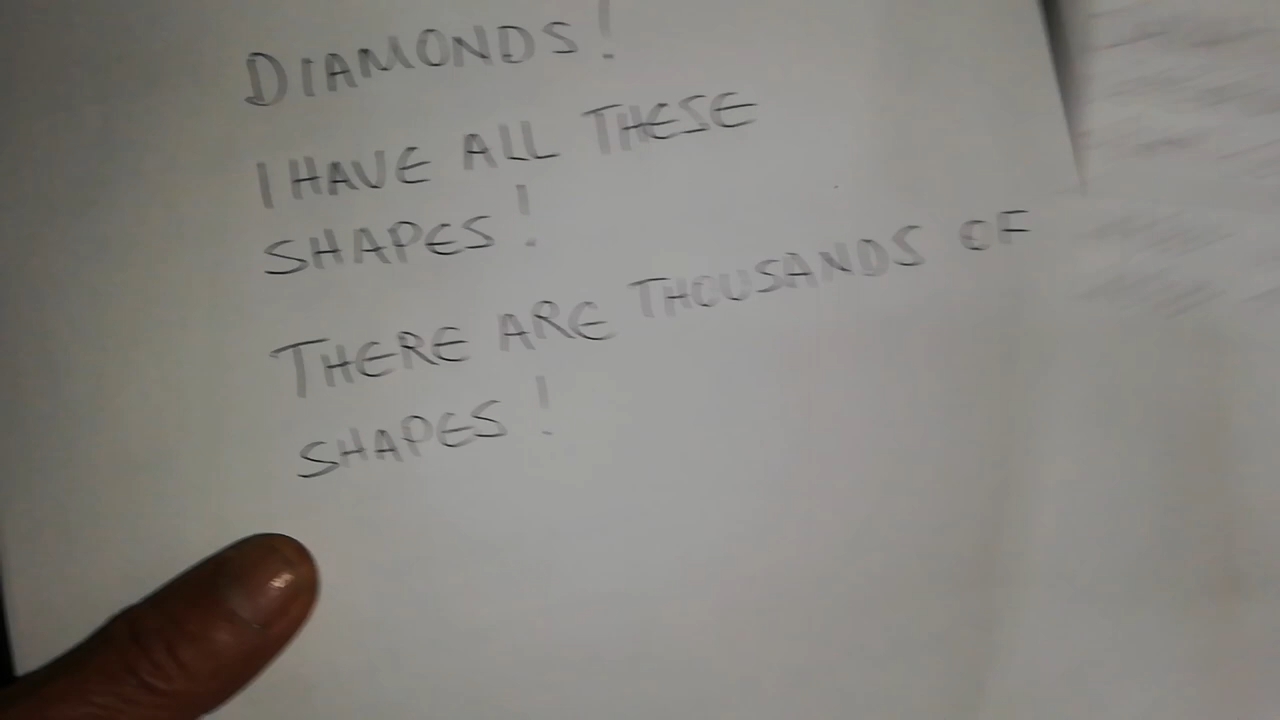 DIAMONDS!
I HAVE ALL THESE
SHAPES!
THERE ARE THOUSANDS OF
SHAPES!